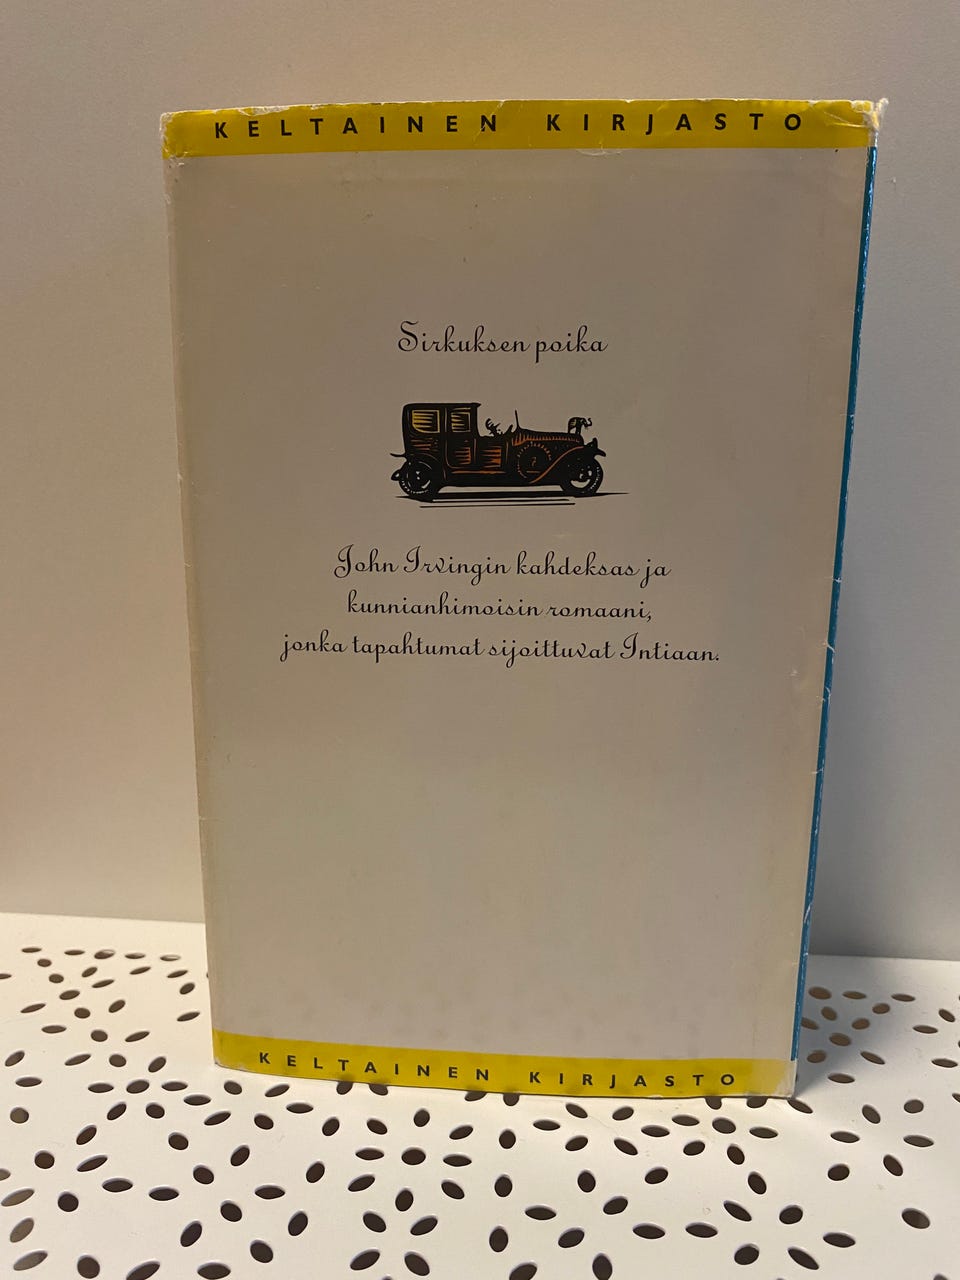 KELTAINEN KIRJASTO
Sirkuksen poika
John Irvingin kahdeksas ja
kunnianhimoisin romaani,
jonka tapahtumat sijoittuvat Intiaan.
KELTAINEN KIRJASTO